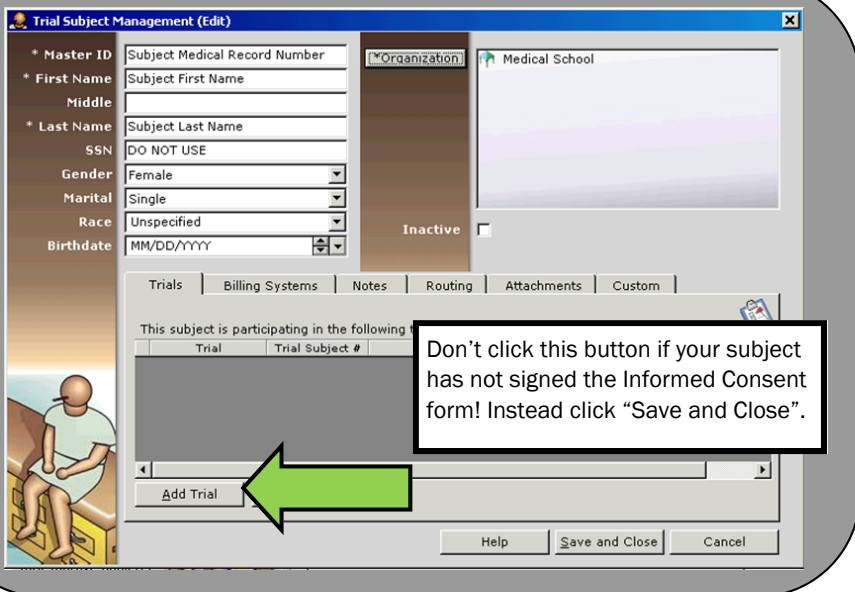 Trial Subject Management (Edit)
* Master ID Subject Medical Record Number
* First Name Subject First Name
Middle
* Last Name Subject Last Name
SSN DO NOT USE
Gender Female
Marital Single
Race Unspecified
Birthdate MM/DD/YYYY
*Organization
Medical School
Inactive
Trials Billing Systems Notes Routing Attachments Custom
This subject is participating in the following
Trial Trial Subject #
Don’t click this button if your subject
has not signed the Informed Consent
form! Instead click “Save and Close”.
Add Trial
Help Save and Close Cancel